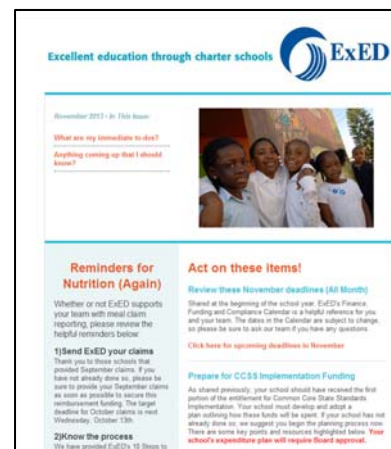 Excellent education through charter schools
ExED
November 2013 - In This Issue:
What are my immediate to-dos?
Anything coming up that I should
know?
Reminders for
Nutrition (Again)
Whether or not ExED supports
your team with meal claim
reporting, please review the
helpful reminders below:
1)Send ExED your claims
Thank you to those schools that
provided September claims. If you
have not already done so, please be
sure to provide your September claims
as soon as possible to secure this
reimbursement funding. The target
deadline for October claims is next
Wednesday, October 13th.
2)Know the process
We have provided ExED's 10 Steps to
Act on these items!
Review these November deadlines (All Month)
Shared at the beginning of the school year, ExED's Finance,
Funding and Compliance Calendar is a helpful reference for you
and your team. The dates in the Calendar are subject to change,
so please be sure to ask our team if you have any questions.
Click here for upcoming deadlines in November
Prepare for CCSS Implementation Funding
As shared previously, your school should have received the first
portion of the entitlement for Common Core State Standards
Implementation. Your school must develop and adopt a
plan outlining how these funds will be spent. If your school has not
already done so, we suggest you begin the planning process now.
There are some key points and resources highlighted below. Your
school's expenditure plan will require Board approval.